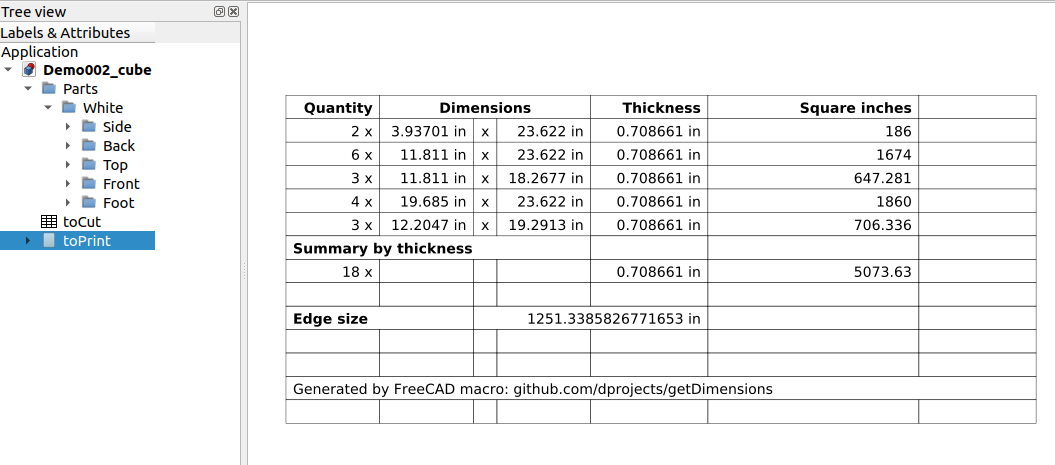 Tree view
Labels & Attributes
Application
Demo002_cube
Parts
White
Side
Back
Top
Front
Foot
toCut
toPrint
Quantity Dimensions Thickness Square inches
2 x 3.93701 in x 23.622 in 0.708661 in 186
6 x 11.811 in x 23.622 in 0.708661 in 1674
3 x 11.811 in x 18.2677 in 0.708661 in 647.281
4 x 19.685 in x 23.622 in 0.708661 in 1860
3 x 12.2047 in x 19.2913 in 0.708661 in 706.336
Summary by thickness
18 x 0.708661 in 5073.63
Edge size 1251.3385826771653 in
Generated by FreeCAD macro: github.com/dprojects/getDimensions